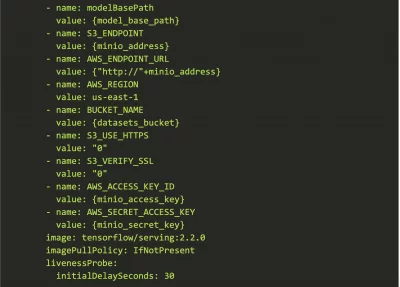 - name: modelBasePath
value: {model_base_path}
- name: S3_ENDPOINT
value: {minio_address}
- name: AWS_ENDPOINT_URL
value: {"http://"+minio_address}
- name: AWS_REGION
value: us-east-1
- name: BUCKET_NAME
value: {datasets_bucket}
- name: S3_USE_HTTPS
value: "0"
- name: S3_VERIFY_SSL
value: "0"
- name: AWS_ACCESS_KEY_ID
value: {minio_access_key}
- name: AWS_SECRET_ACCESS_KEY
value: {minio_secret_key}
image: tensorflow/serving:2.2.0
imagePullPolicy: IfNotPresent
livenessProbe:
initialDelaySeconds: 30